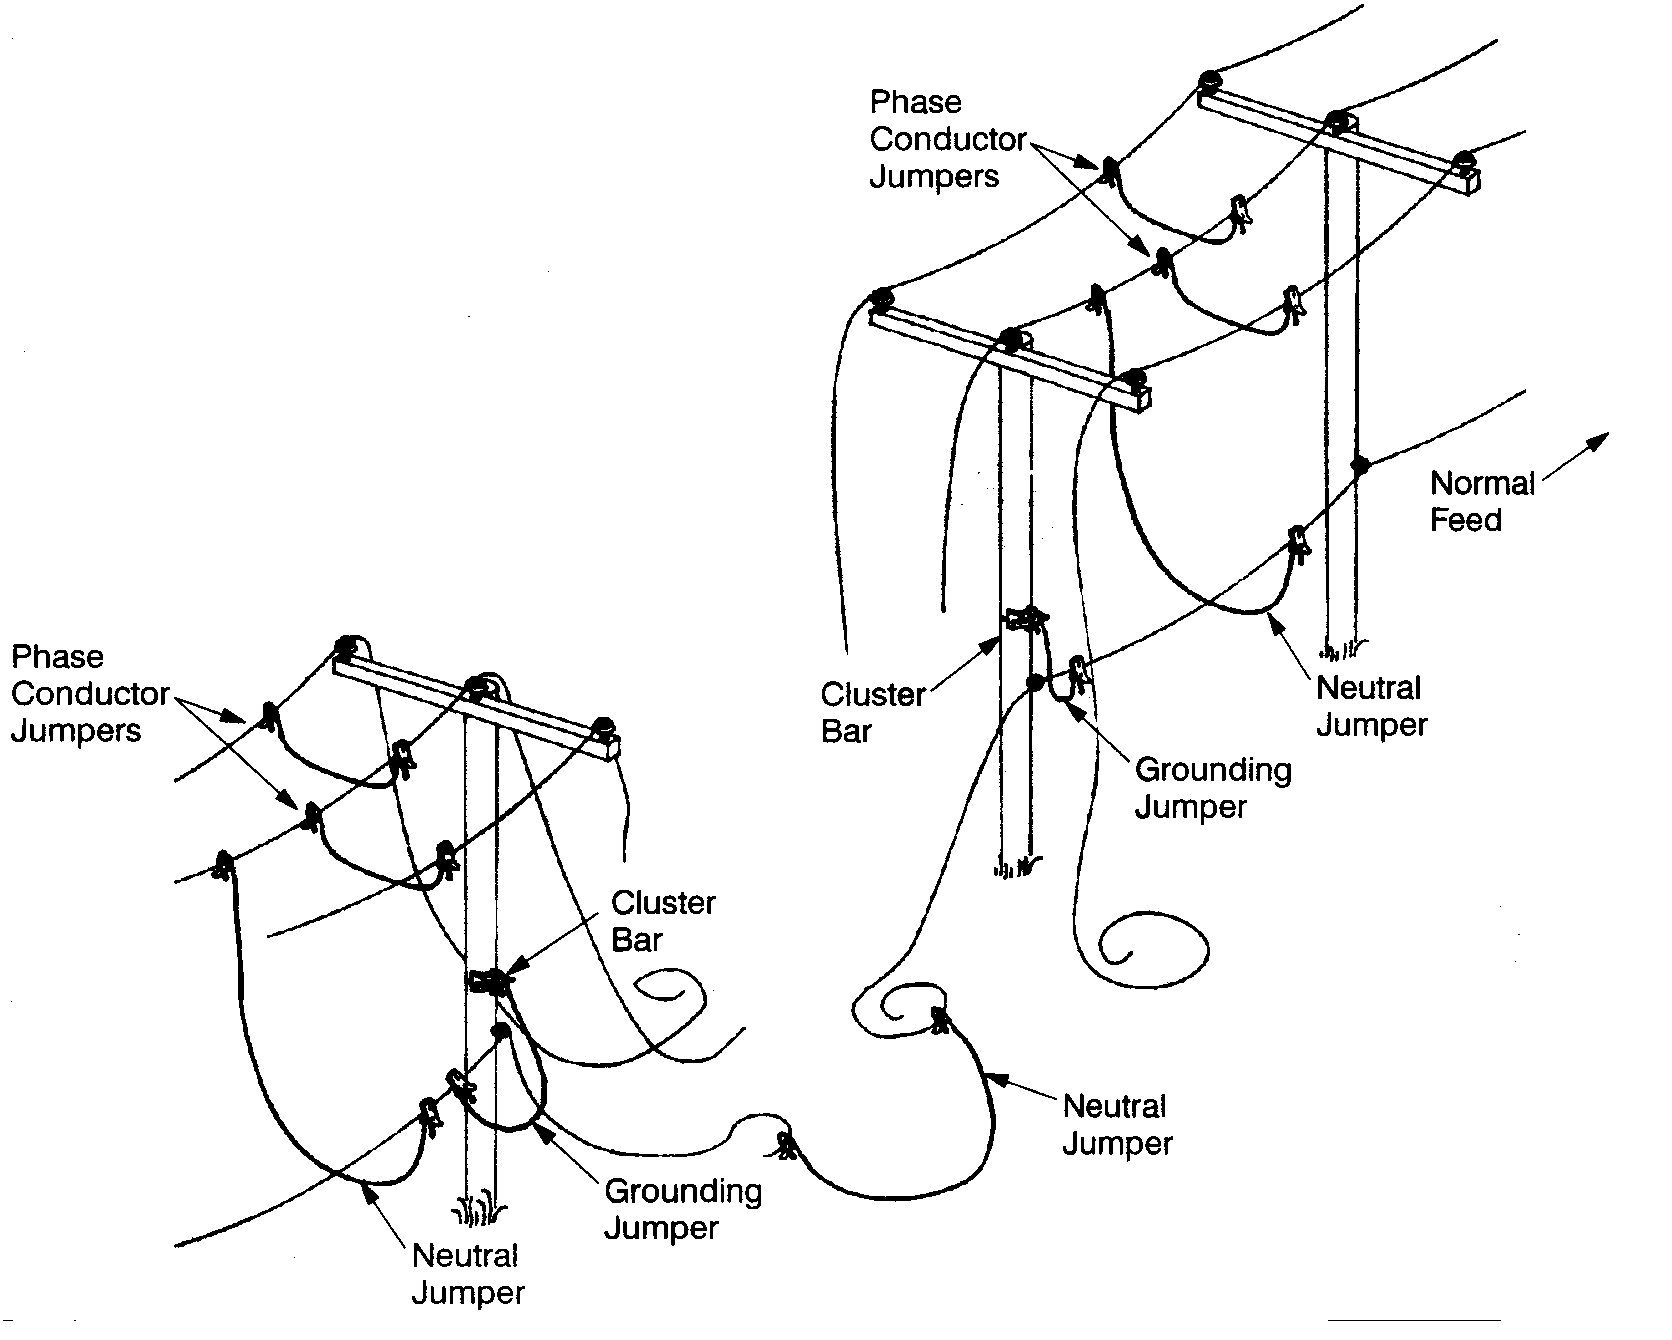 Phase
Conductor
Jumpers
Normal
Feed
Phase
Conductor
Jumpers
Cluster
Bar
Neutral
Jumper
Grounding
Jumper
Cluster
Bar
Neutral
Jumper
Grounding
Jumper
Neutral
Jumper